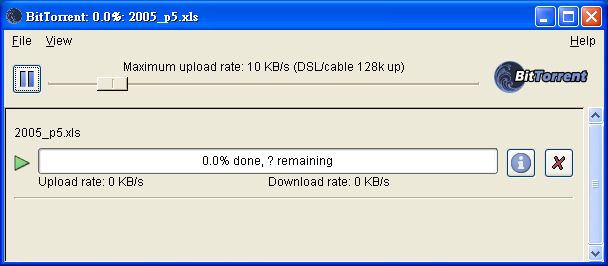 BitTorrent: 0.0%: 2005_p5.xls
File View Help
Maximum upload rate: 10 KB/s (DSL/cable 128k up)
BitTorrent
2005_p5.xls
0.0% done, ? remaining
Upload rate: 0 KB/s Download rate: 0 KB/s